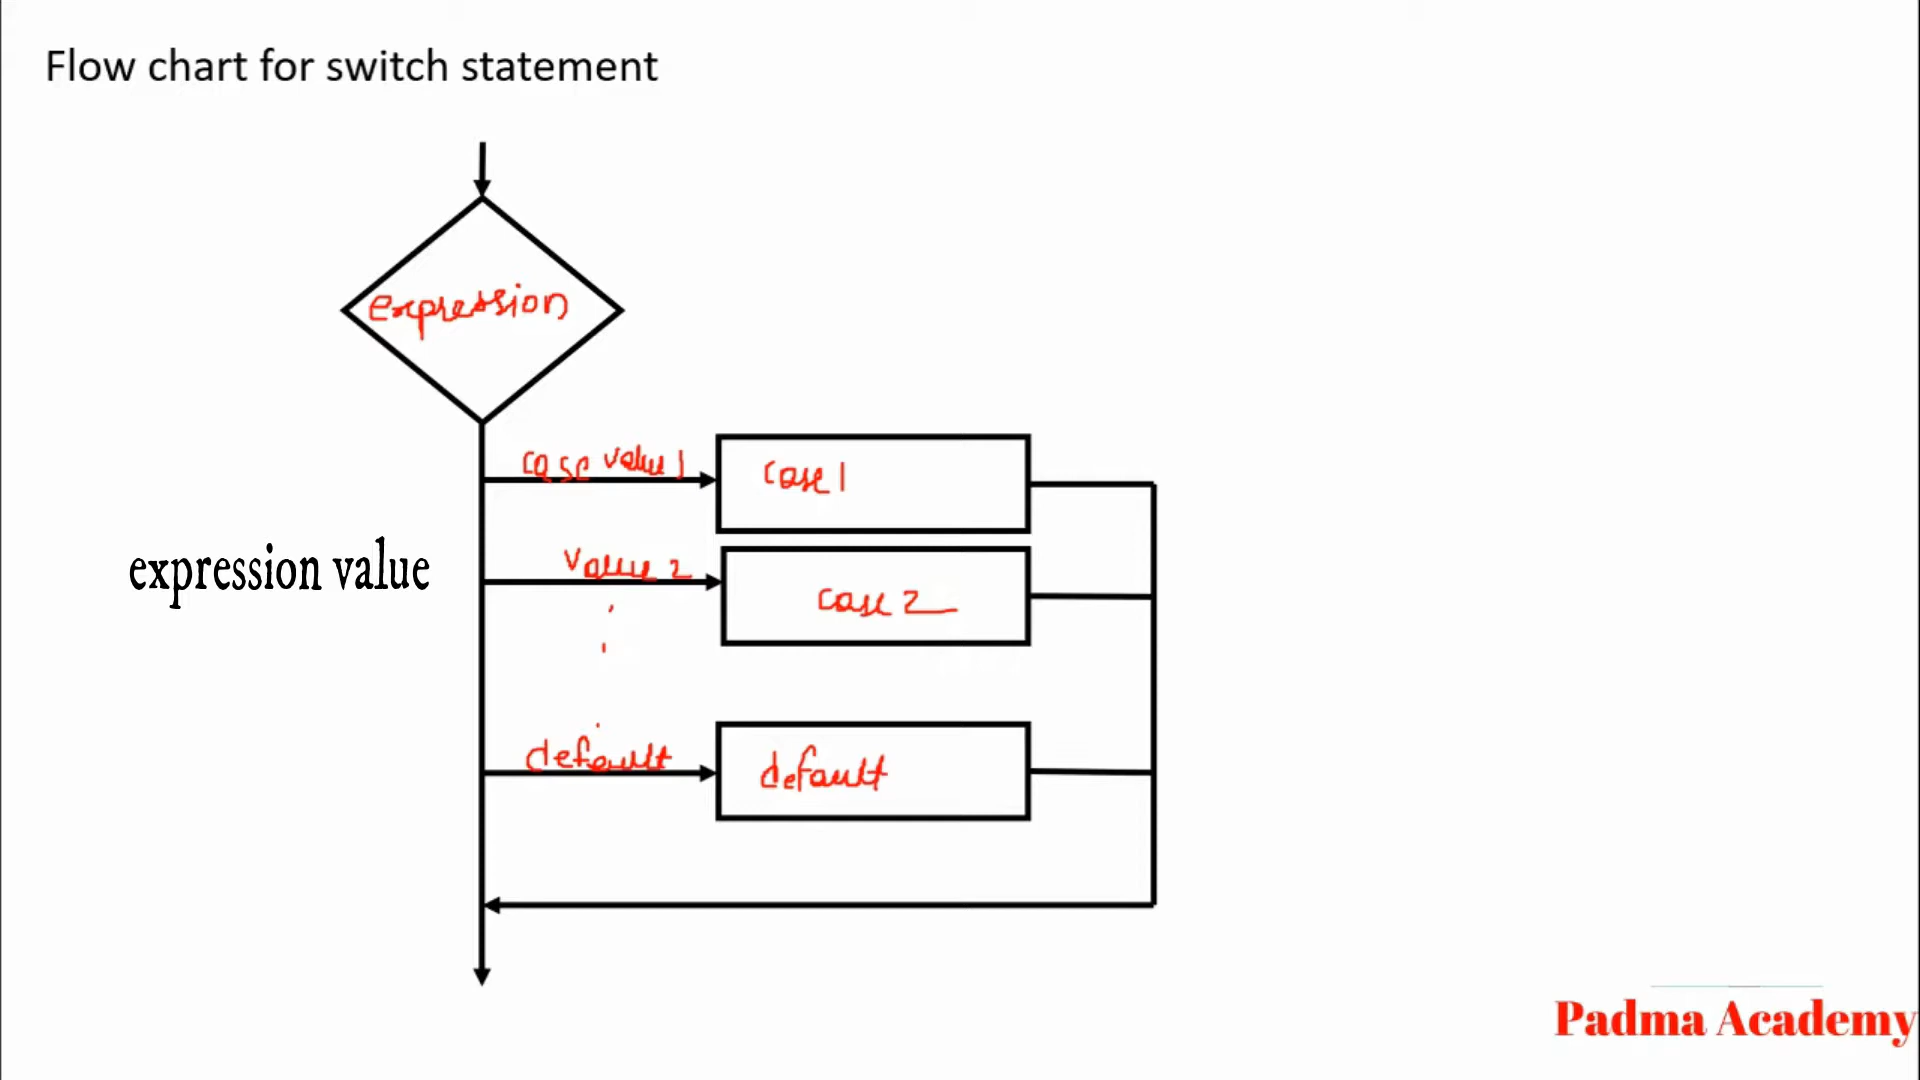 Flow chart for switch statement
expression
case value 1
case 1
expression value
value 2
case 2
default
default
Padma Academy